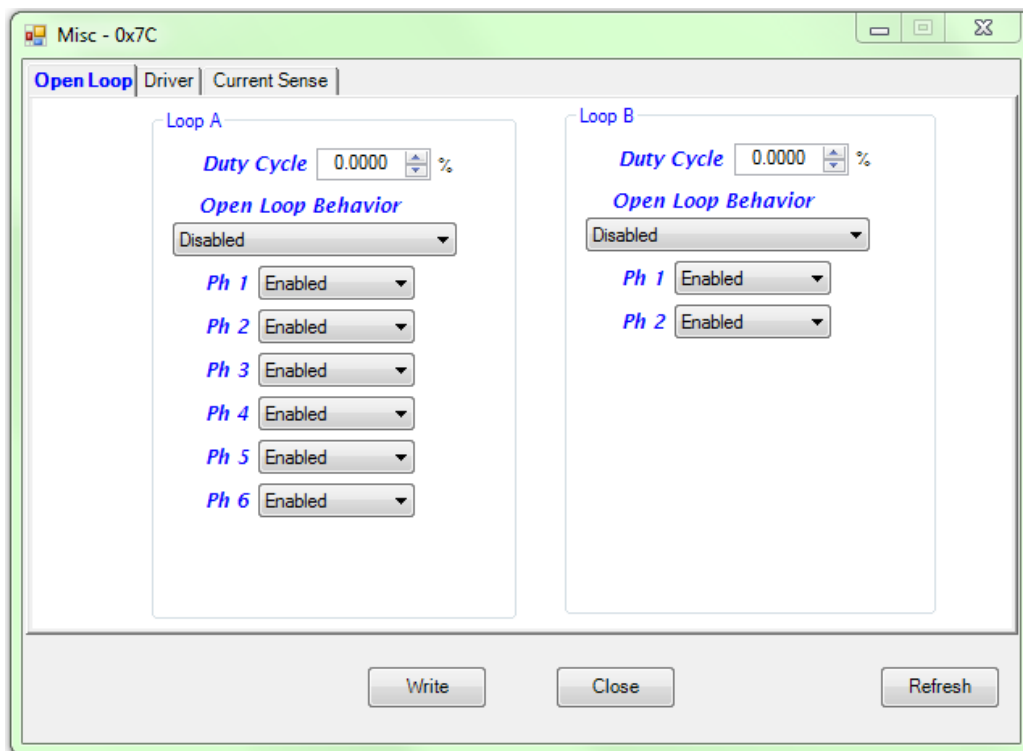 Misc - 0x7C
Open Loop Driver Current Sense
Loop A
Duty Cycle 0.0000 %
Open Loop Behavior
Disabled
Ph 1 Enabled
Ph 2 Enabled
Ph 3 Enabled
Ph 4 Enabled
Ph 5 Enabled
Ph 6 Enabled
Loop B
Duty Cycle 0.0000 %
Open Loop Behavior
Disabled
Ph 1 Enabled
Ph 2 Enabled
Write Close Refresh